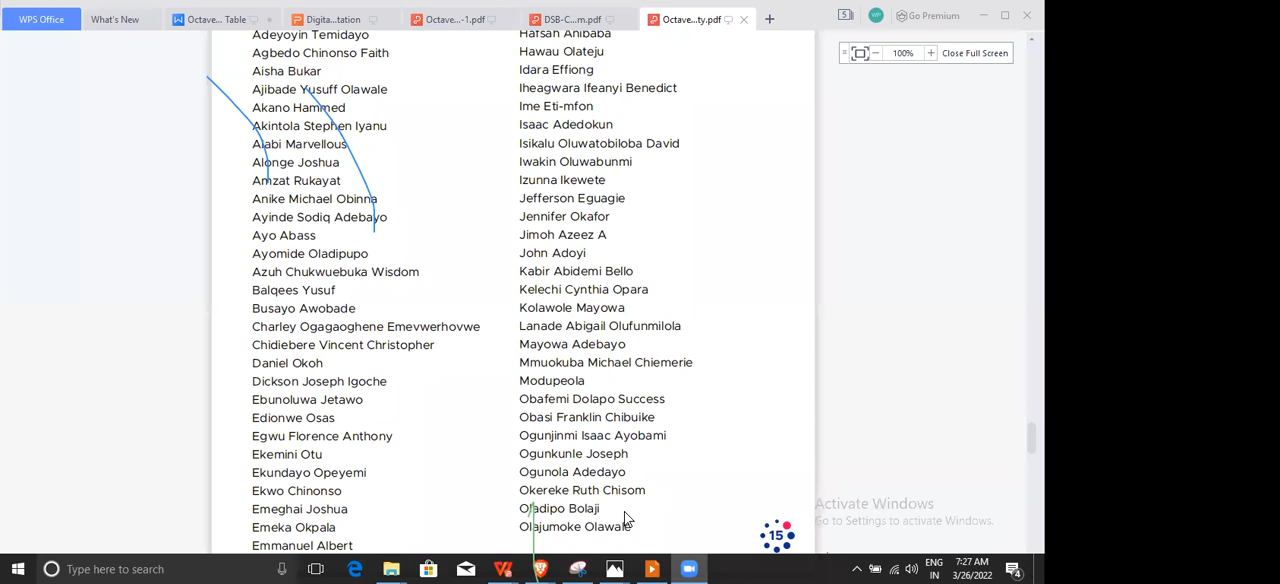 WPS Office
What's New
Octave... Table
Digita...tation
Octave...-1.pdf
DSB-C...m.pdf
Octave...ty.pdf
5
WP
Go Premium
100%
Close Full Screen
Adeyoyin Temidayo
Agbedo Chinonso Faith
Aisha Bukar
Ajibade Yusuff Olawale
Akano Hammed
Akintola Stephen Iyanu
Alabi Marvellous
Alonge Joshua
Amzat Rukayat
Anike Michael Obinna
Ayinde Sodiq Adebayo
Ayo Abass
Ayomide Oladipupo
Azuh Chukwuebuka Wisdom
Balqees Yusuf
Busayo Awobade
Charley Ogagaoghene Emevwerhovwe
Chidiebere Vincent Christopher
Daniel Okoh
Dickson Joseph Igoche
Ebunoluwa Jetawo
Edionwe Osas
Egwu Florence Anthony
Ekemini Otu
Ekundayo Opeyemi
Ekwo Chinonso
Emeghai Joshua
Emeka Okpala
Emmanuel Albert
Hafsah Anibaba
Hawau Olateju
Idara Effiong
Iheagwara Ifeanyi Benedict
Ime Eti-mfon
Isaac Adedokun
Isikalu Oluwatobiloba David
Iwakin Oluwabunmi
Izunna Ikewete
Jefferson Eguagie
Jennifer Okafor
Jimoh Azeez A
John Adoyi
Kabir Abidemi Bello
Kelechi Cynthia Opara
Kolawole Mayowa
Lanade Abigail Olufunmilola
Mayowa Adebayo
Mmuokuba Michael Chiemerie
Modupeola
Obafemi Dolapo Success
Obasi Franklin Chibuike
Ogunjinmi Isaac Ayobami
Ogunkunle Joseph
Ogunola Adedayo
Okereke Ruth Chisom
Oladipo Bolaji
Olajumoke Olawale
15
Activate Windows
Go to Settings to activate Windows.
Type here to search
ENG
IN
7:27 AM
3/26/2022
4